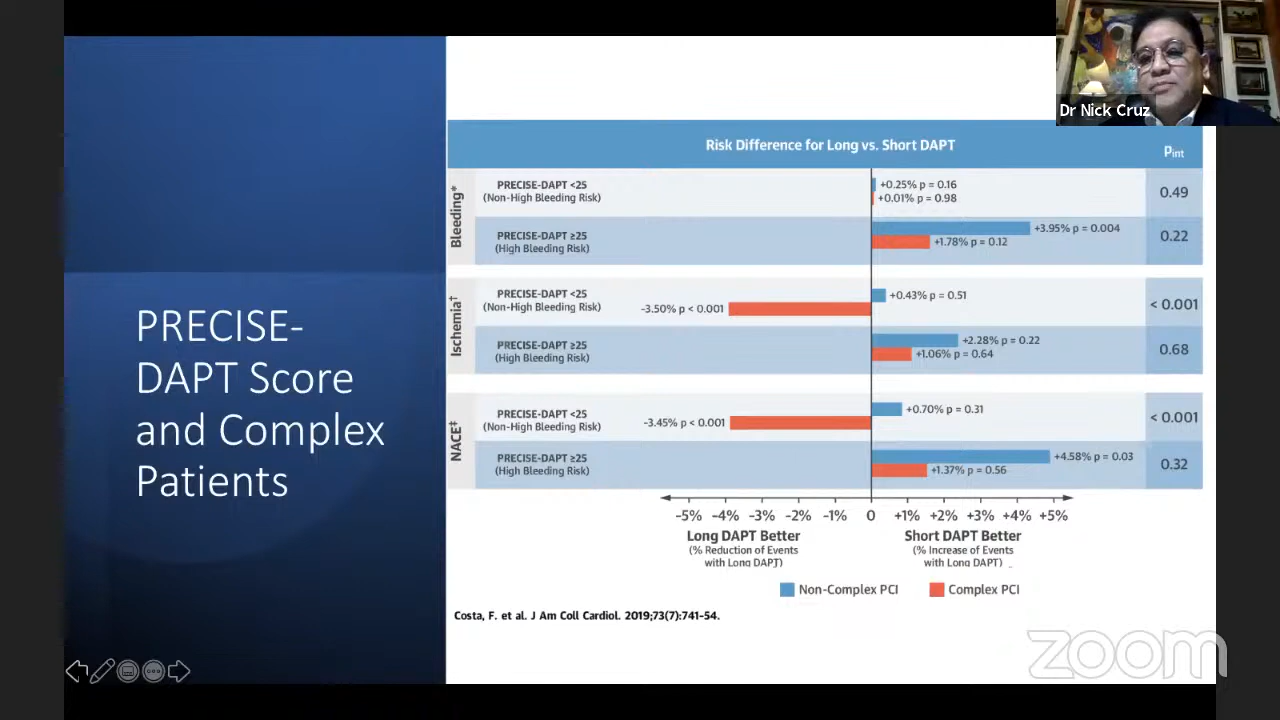 Dr Nick Cruz
PRECISE-
DAPT Score
and Complex
Patients
Risk Difference for Long vs. Short DAPT
Pint
Bleeding*
PRECISE-DAPT <25
(Non-High Bleeding Risk)
+0.25% p = 0.16
+0.01% p = 0.98
0.49
PRECISE-DAPT ≥25
(High Bleeding Risk)
+3.95% p = 0.004
+1.78% p = 0.12
0.22
Ischemia†
PRECISE-DAPT <25
(Non-High Bleeding Risk)
+0.43% p = 0.51
-3.50% p < 0.001
< 0.001
PRECISE-DAPT ≥25
(High Bleeding Risk)
+2.28% p = 0.22
+1.06% p = 0.64
0.68
NACE‡
PRECISE-DAPT <25
(Non-High Bleeding Risk)
+0.70% p = 0.31
-3.45% p < 0.001
< 0.001
PRECISE-DAPT ≥25
(High Bleeding Risk)
+4.58% p = 0.03
+1.37% p = 0.56
0.32
-5% -4% -3% -2% -1% 0 +1% +2% +3% +4% +5%
Long DAPT Better
(% Reduction of Events
with Long DAPT)
Short DAPT Better
(% Increase of Events
with Long DAPT)
Non-Complex PCI
Complex PCI
Costa, F. et al. J Am Coll Cardiol. 2019;73(7):741-54.
zoom